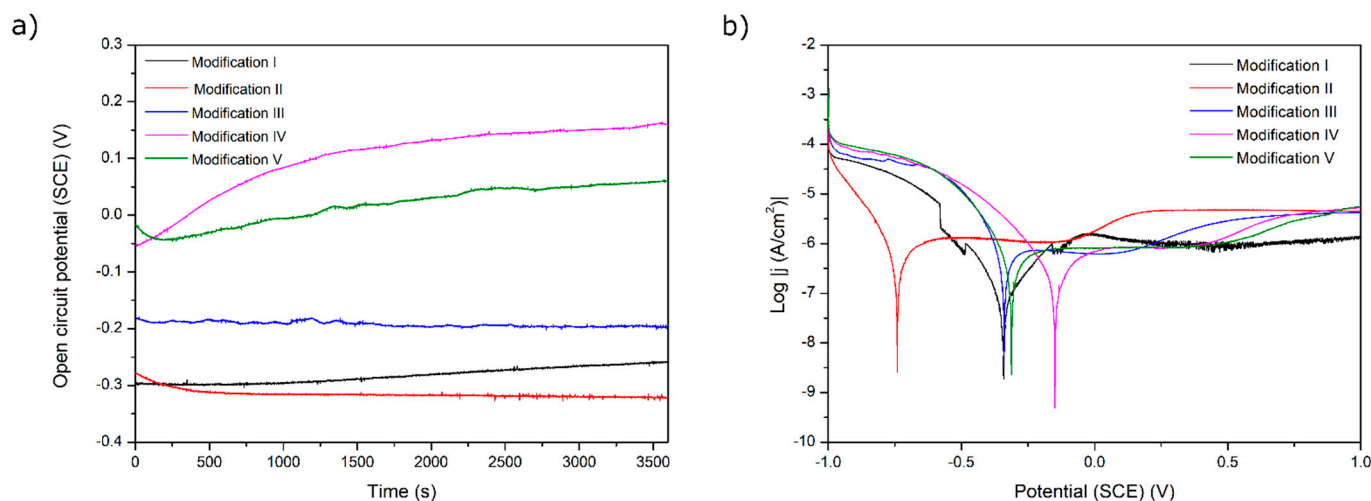 a)
Open circuit potential (SCE) (V)
0.3
0.2
0.1
0.0
-0.1
-0.2
-0.3
-0.4
Modification I
Modification II
Modification III
Modification IV
Modification V
0 500 1000 1500 2000 2500 3000 3500
Time (s)
b)
Log |j (A/cm²)|
-2
-3
-4
-5
-6
-7
-8
-9
-10
Modification I
Modification II
Modification III
Modification IV
Modification V
-1.0 -0.5 0.0 0.5 1.0
Potential (SCE) (V)